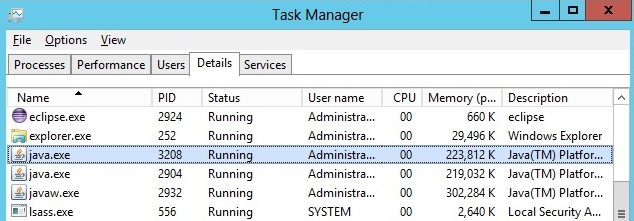 Task Manager
File Options View
Processes Performance Users Details Services
Name PID Status User name CPU Memory (p... Description
eclipse.exe 2924 Running Administra... 00 660 K eclipse
explorer.exe 252 Running Administra... 00 29,496 K Windows Explorer
java.exe 3208 Running Administra... 00 223,812 K Java(TM) Platfor...
java.exe 2904 Running Administra... 00 219,032 K Java(TM) Platfor...
javaw.exe 2932 Running Administra... 00 302,284 K Java(TM) Platfor...
lsass.exe 556 Running SYSTEM 00 2,640 K Local Security A...